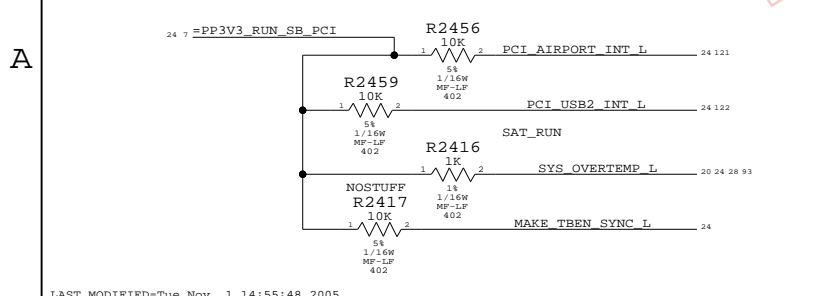 A
24 7 =PP3V3_RUN_SB_PCI
R2456
10K
1 2 PCI_AIRPORT_INT_L 24 121
5%
1/16W
MF-LF
402
R2459
10K
1 2 PCI_USB2_INT_L 24 122
5%
1/16W
MF-LF
402
SAT_RUN
R2416
1K
1 2 SYS_OVERTEMP_L 20 24 28 93
1%
1/16W
MF-LF
402
NOSTUFF
R2417
10K
1 2 MAKE_TBEN_SYNC_L 24
5%
1/16W
MF-LF
402
LAST_MODIFIED=Tue Nov 1 14:55:48 2005